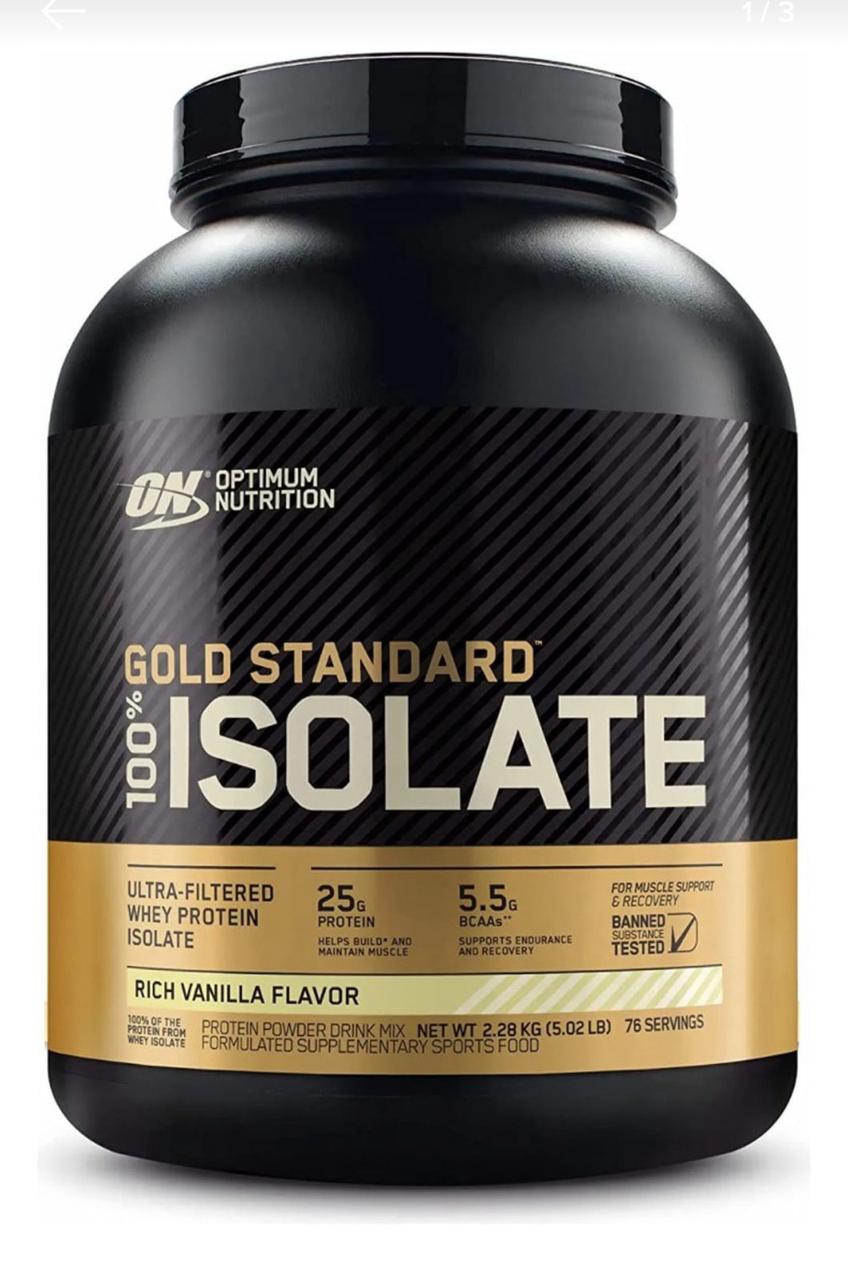 1 / 3
ON® OPTIMUM
NUTRITION
GOLD STANDARD™
100% ISOLATE
ULTRA-FILTERED
WHEY PROTEIN
ISOLATE
25G
PROTEIN
HELPS BUILD* AND
MAINTAIN MUSCLE
5.5G
BCAAs**
SUPPORTS ENDURANCE
AND RECOVERY
FOR MUSCLE SUPPORT
& RECOVERY
BANNED
SUBSTANCE
TESTED
RICH VANILLA FLAVOR
100% OF THE
PROTEIN FROM
WHEY ISOLATE
PROTEIN POWDER DRINK MIX NET WT 2.28 KG (5.02 LB) 76 SERVINGS
FORMULATED SUPPLEMENTARY SPORTS FOOD